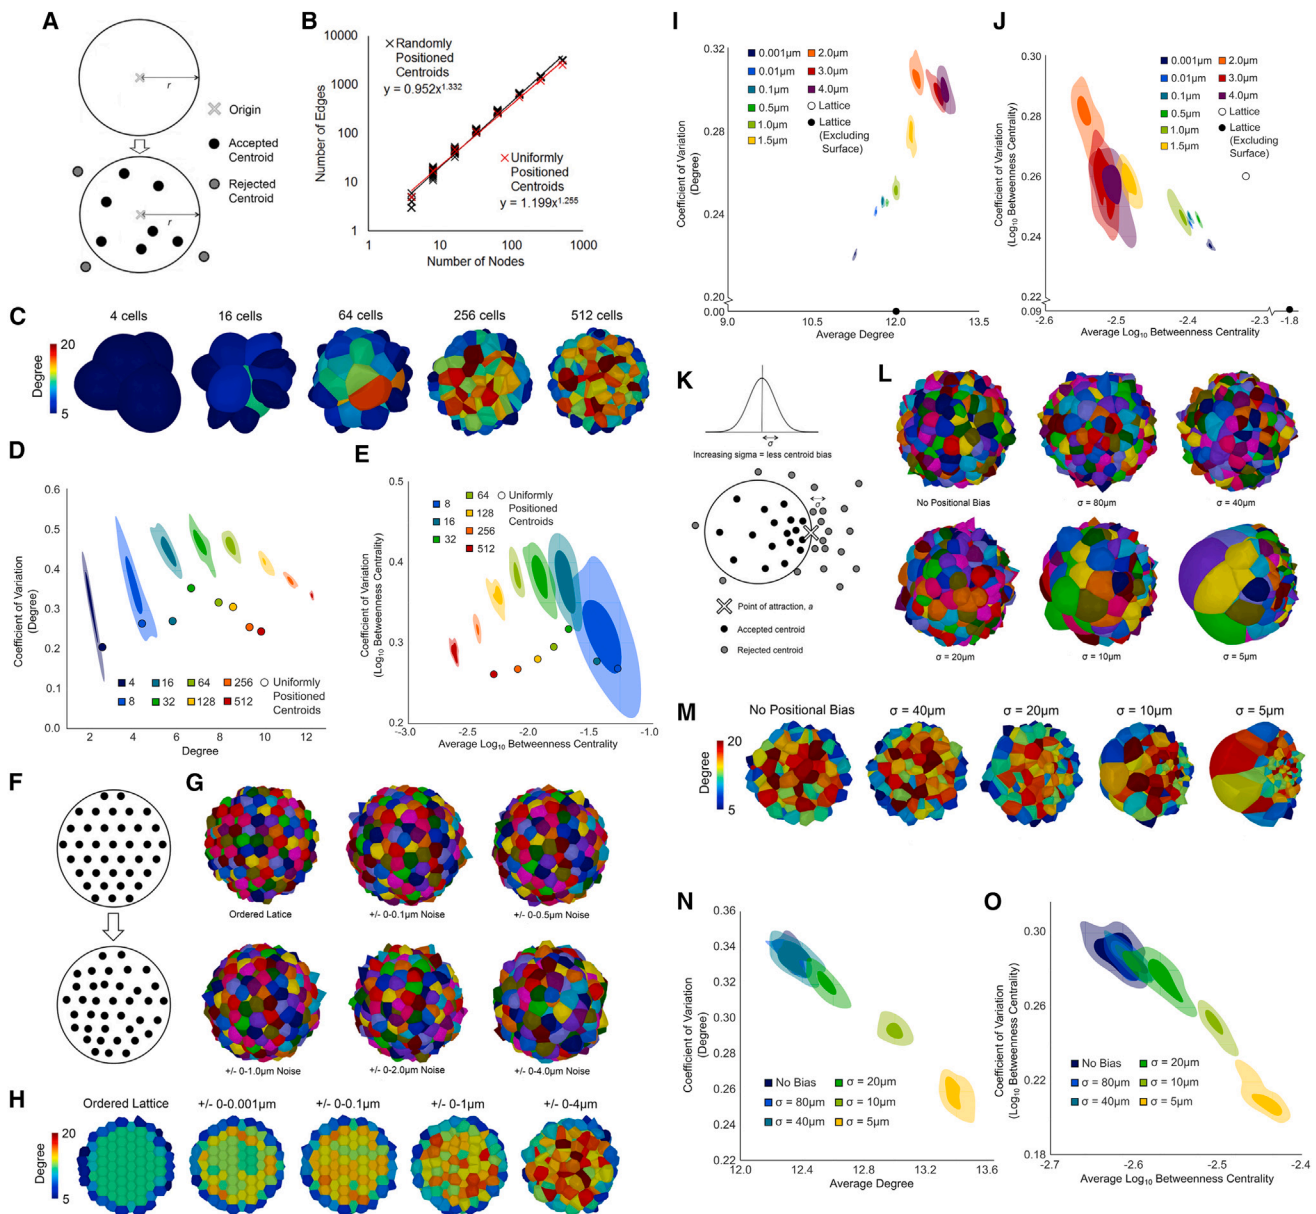 A
r
Origin
Accepted
Centroid
Rejected
Centroid
r
B
Number of Edges
10000
1000
100
10
1
1
10
100
1000
Number of Nodes
Randomly
Positioned
Centroids
y = 0.952x^1.332
Uniformly
Positioned
Centroids
y = 1.199x^1.255
C
4 cells
16 cells
64 cells
256 cells
512 cells
Degree
20
5
D
Coefficient of Variation
(Degree)
0.6
0.5
0.4
0.3
0.2
0.1
0.0
2
4
6
8
10
12
Degree
4
16
64
256
8
32
128
512
Uniformly
Positioned
Centroids
E
Coefficient of Variation
(Log10 Betweenness Centrality)
0.5
0.4
0.3
0.2
-3.0
-2.5
-2.0
-1.5
-1.0
Average Log10 Betweenness Centrality
8
16
32
64
128
256
512
Uniformly
Positioned
Centroids
F
G
Ordered Latice
+/- 0-0.1µm Noise
+/- 0-0.5µm Noise
+/- 0-1.0µm Noise
+/- 0-2.0µm Noise
+/- 0-4.0µm Noise
H
Ordered Lattice
+/- 0-0.001µm
+/- 0-0.1µm
+/- 0-1µm
+/- 0-4µm
Degree
20
5
I
Coefficient of Variation
(Degree)
0.32
0.28
0.24
0.20
0.00
9.0
10.5
12.0
13.5
Average Degree
0.001µm
0.01µm
0.1µm
0.5µm
1.0µm
1.5µm
2.0µm
3.0µm
4.0µm
Lattice
Lattice
(Excluding
Surface)
J
Coefficient of Variation
(Log10 Betweenness Centrality)
0.30
0.28
0.26
0.24
0.22
0.09
-2.6
-2.5
-2.4
-2.3
-1.8
Average Log10 Betweenness Centrality
0.001µm
0.01µm
0.1µm
0.5µm
1.0µm
1.5µm
2.0µm
3.0µm
4.0µm
Lattice
Lattice
(Excluding
Surface)
K
σ
Increasing sigma = less centroid bias
σ
Point of attraction, a
Accepted centroid
Rejected centroid
L
No Positional Bias
σ = 80µm
σ = 40µm
σ = 20µm
σ = 10µm
σ = 5µm
M
No Positional Bias
σ = 40µm
σ = 20µm
σ = 10µm
σ = 5µm
Degree
20
5
N
Coefficient of Variation
(Degree)
0.36
0.34
0.32
0.30
0.28
0.26
0.24
0.22
12.0
12.4
12.8
13.2
13.6
Average Degree
No Bias
σ = 80µm
σ = 40µm
σ = 20µm
σ = 10µm
σ = 5µm
O
Coefficient of Variation
(Log10 Betweenness Centrality)
0.30
0.26
0.22
0.18
-2.7
-2.6
-2.5
-2.4
Average Log10 Betweenness Centrality
No Bias
σ = 80µm
σ = 40µm
σ = 20µm
σ = 10µm
σ = 5µm